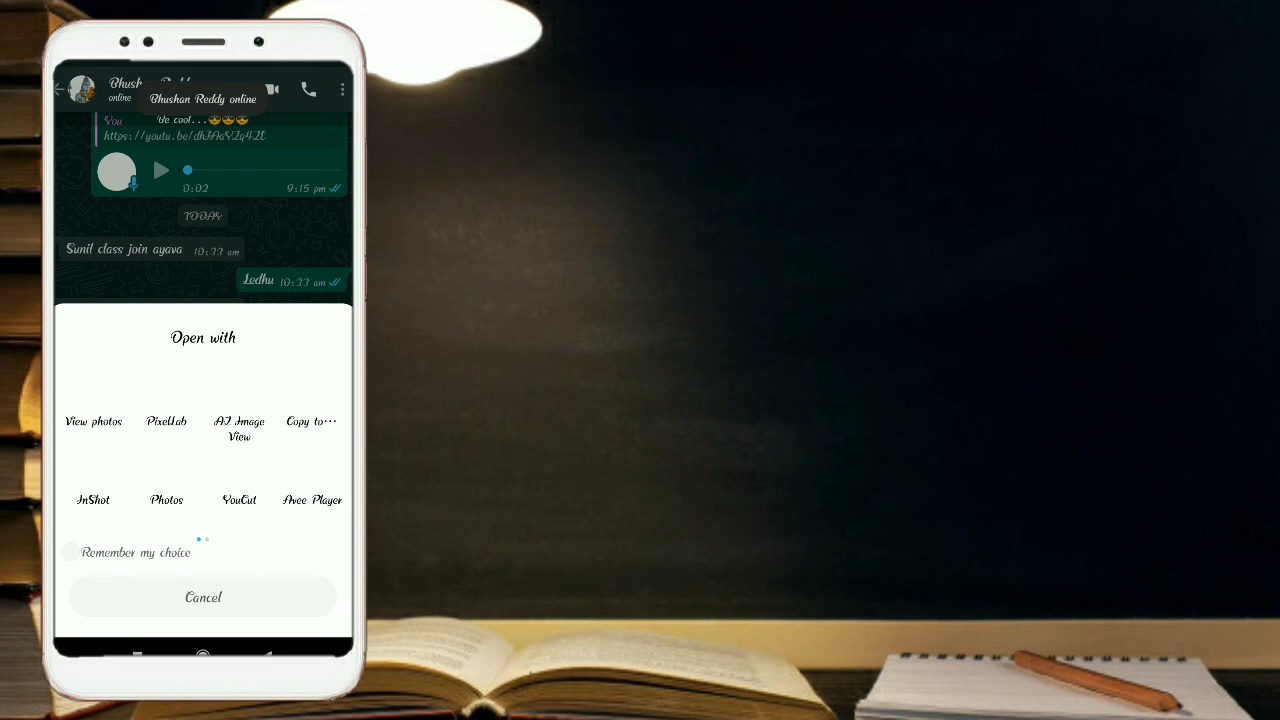 Bhushan Reddy online
online
You
Be cool...😎😎😎
https://youtu.be/
0:02
9:15 pm
TODAY
Sunil class join ayava 10:33 am
Ledhu 10:33 am
Open with
View photos PixelLab AI Image Copy to...
View
InShot Photos YouCut Avee Player
Remember my choice
Cancel